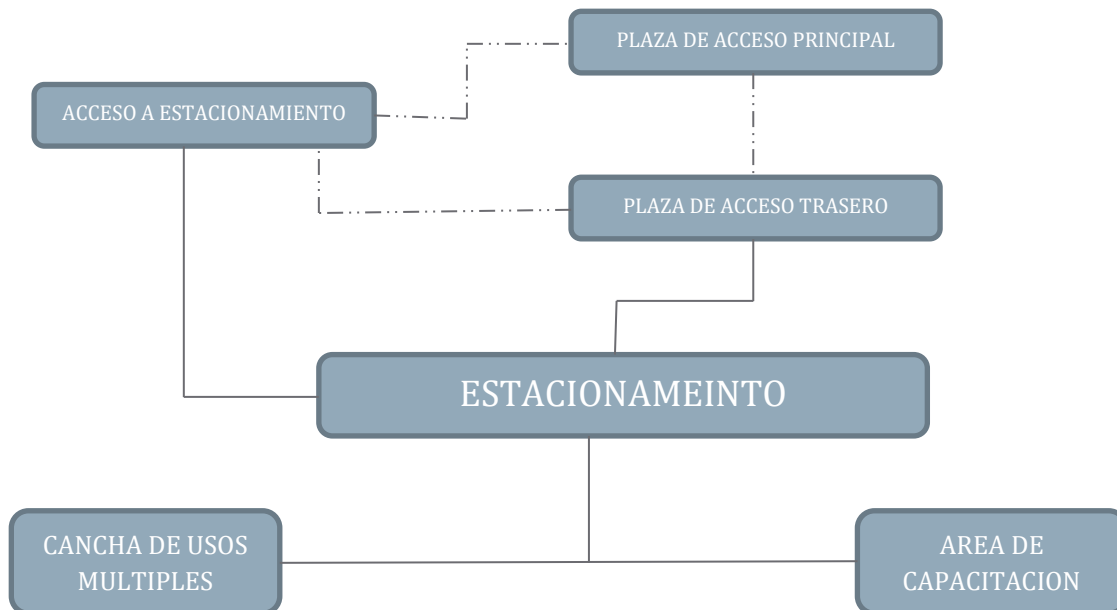 PLAZA DE ACCESO PRINCIPAL
ACCESO A ESTACIONAMIENTO
PLAZA DE ACCESO TRASERO
ESTACIONAMEINTO
CANCHA DE USOS
MULTIPLES
AREA DE
CAPACITACION